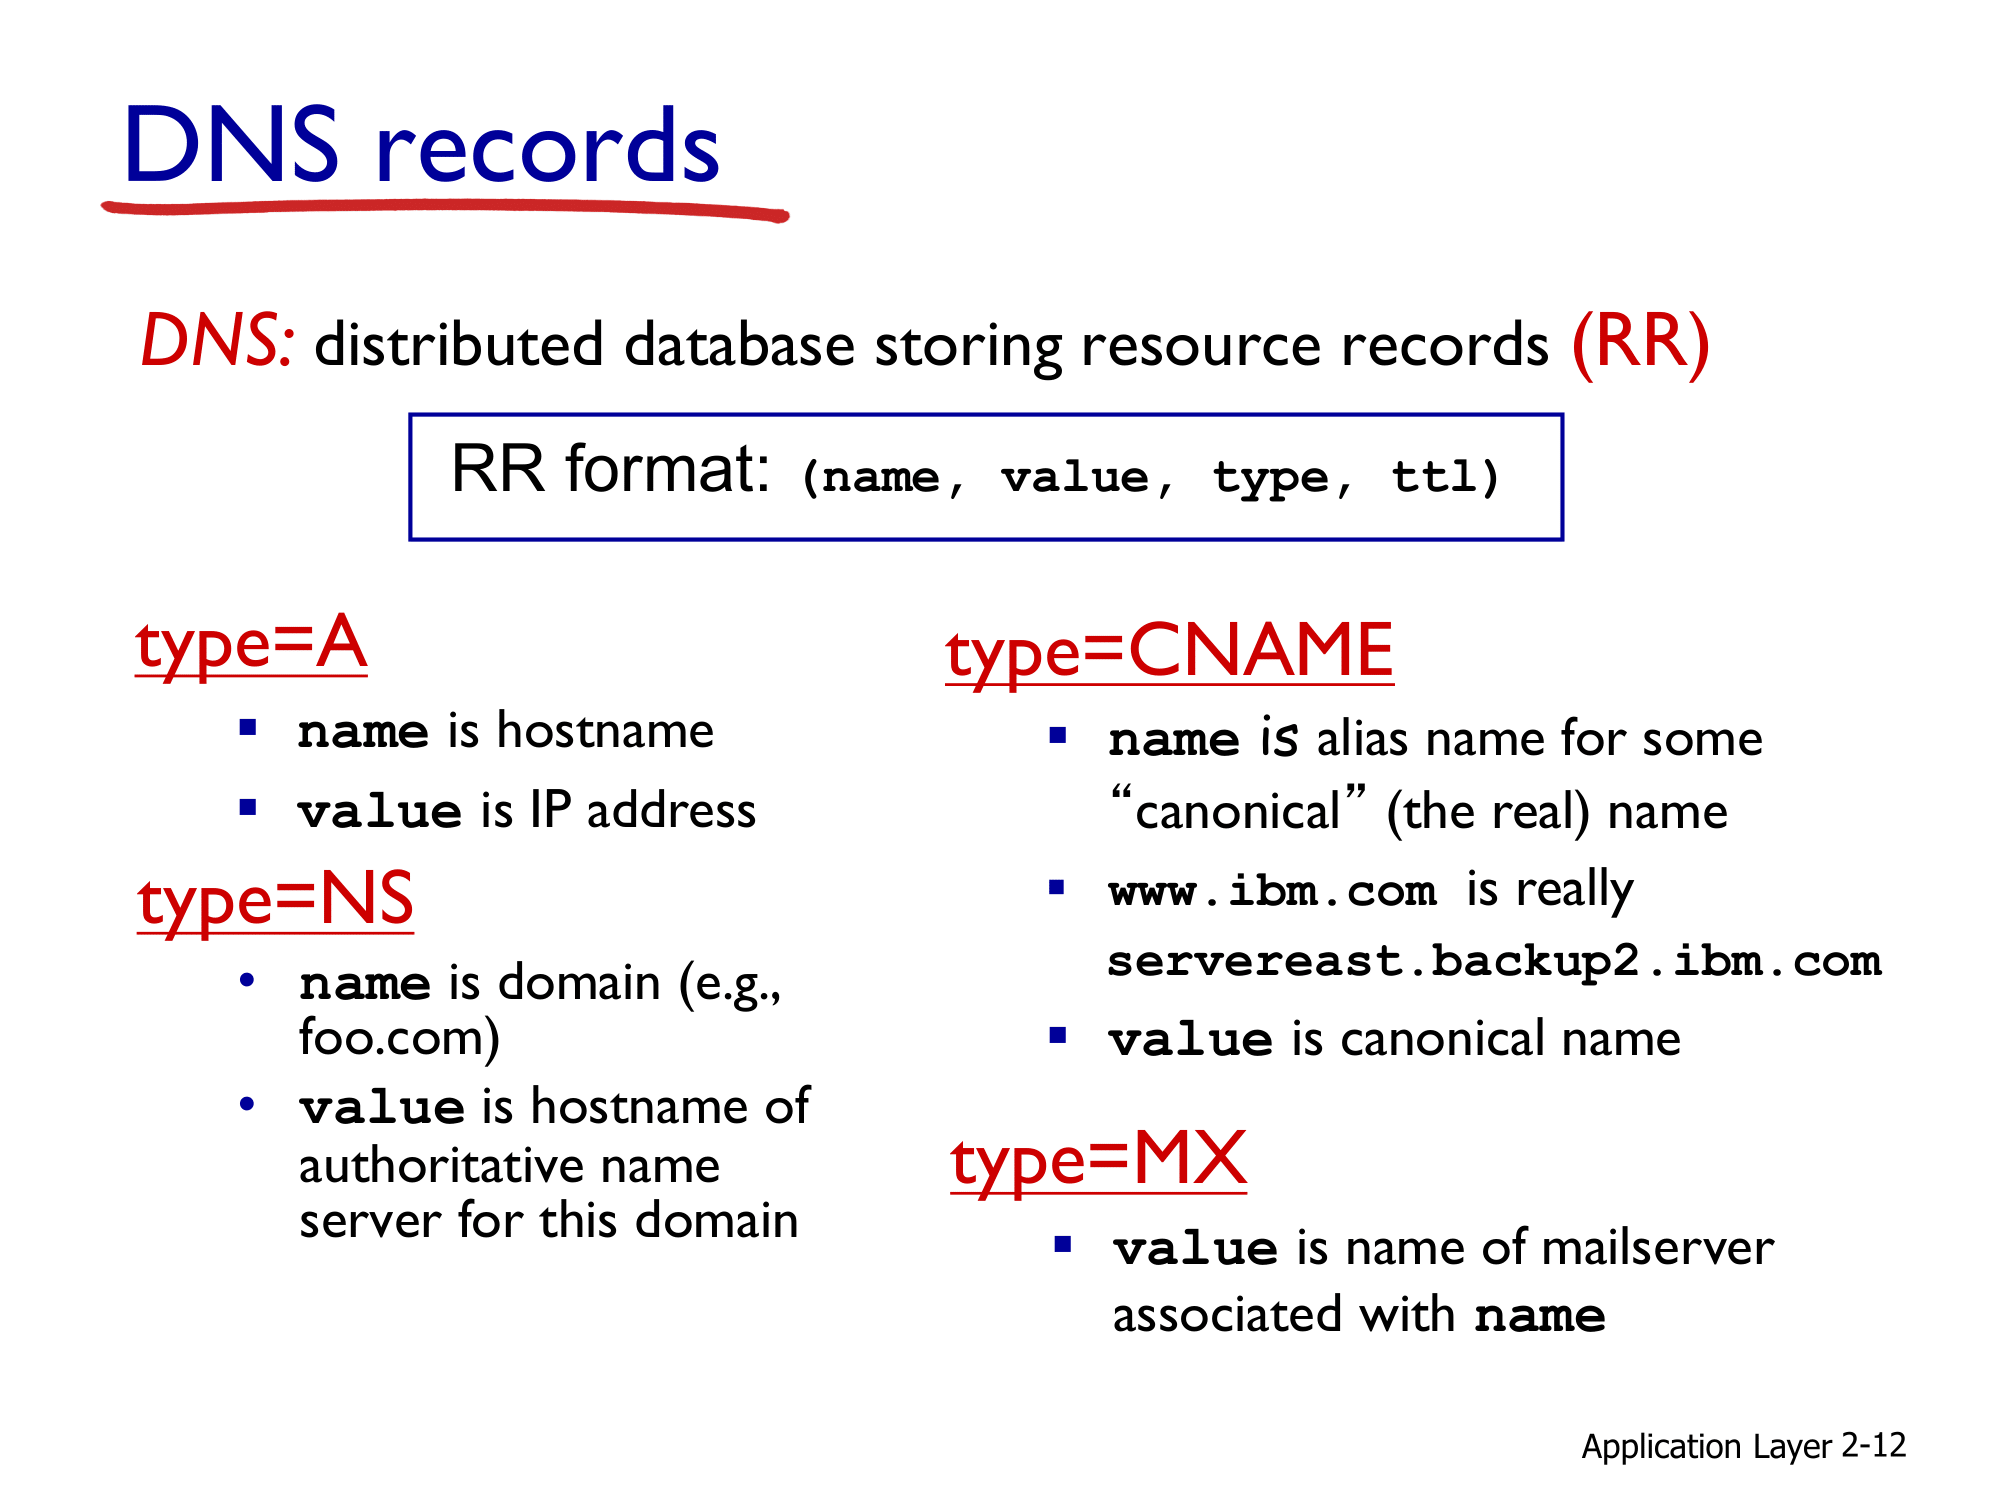 DNS records
DNS: distributed database storing resource records (RR)
RR format: (name, value, type, ttl)
type=A
name is hostname
value is IP address
type=NS
name is domain (e.g.,
foo.com)
value is hostname of
authoritative name
server for this domain
type=CNAME
name is alias name for some
“canonical” (the real) name
www.ibm.com is really
servereast.backup2.ibm.com
value is canonical name
type=MX
value is name of mailserver
associated with name
Application Layer 2-12